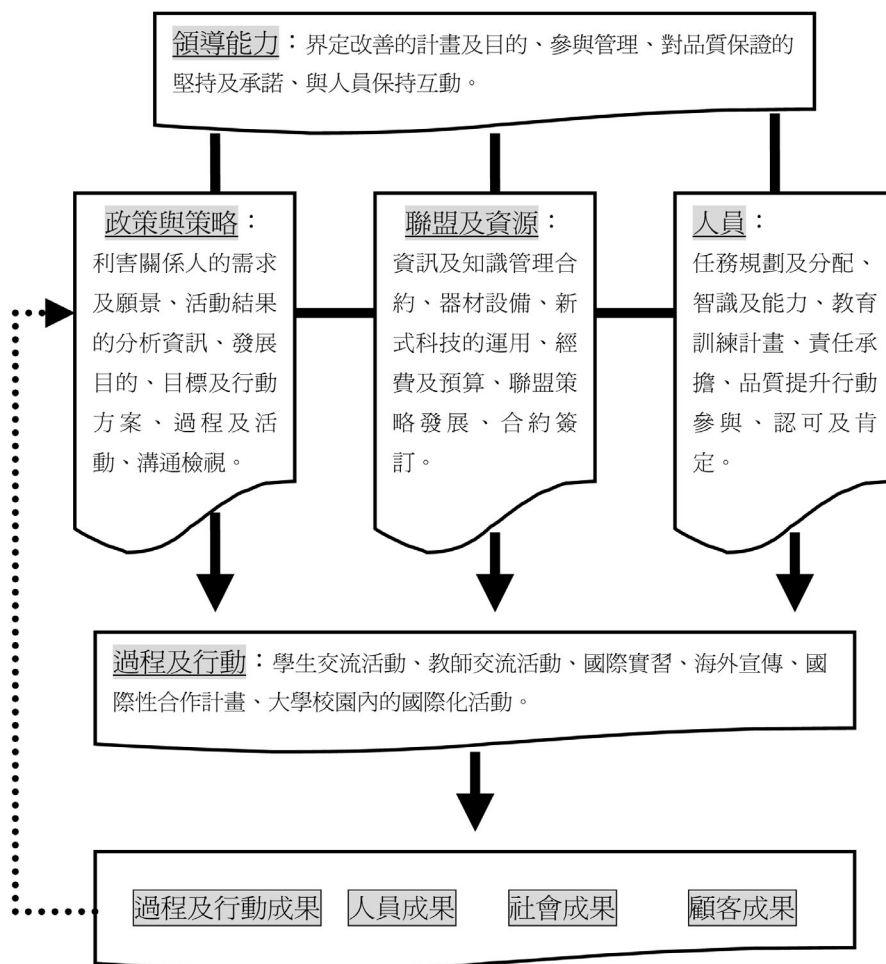 領導能力：界定改善的計畫及目的、參與管理、對品質保證的
堅持及承諾、與人員保持互動。
政策與策略：
利害關係人的需求
及願景、活動結果
的分析資訊、發展
目的、目標及行動
方案、過程及活
動、溝通檢視。
聯盟及資源：
資訊及知識管理合
約、器材設備、新
式科技的運用、經
費及預算、聯盟策
略發展、合約簽
訂。
人員：
任務規劃及分配、
智識及能力、教育
訓練計畫、責任承
擔、品質提升行動
參與、認可及肯
定。
過程及行動：學生交流活動、教師交流活動、國際實習、海外宣傳、國
際性合作計畫、大學校園內的國際化活動。
過程及行動成果 人員成果 社會成果 顧客成果